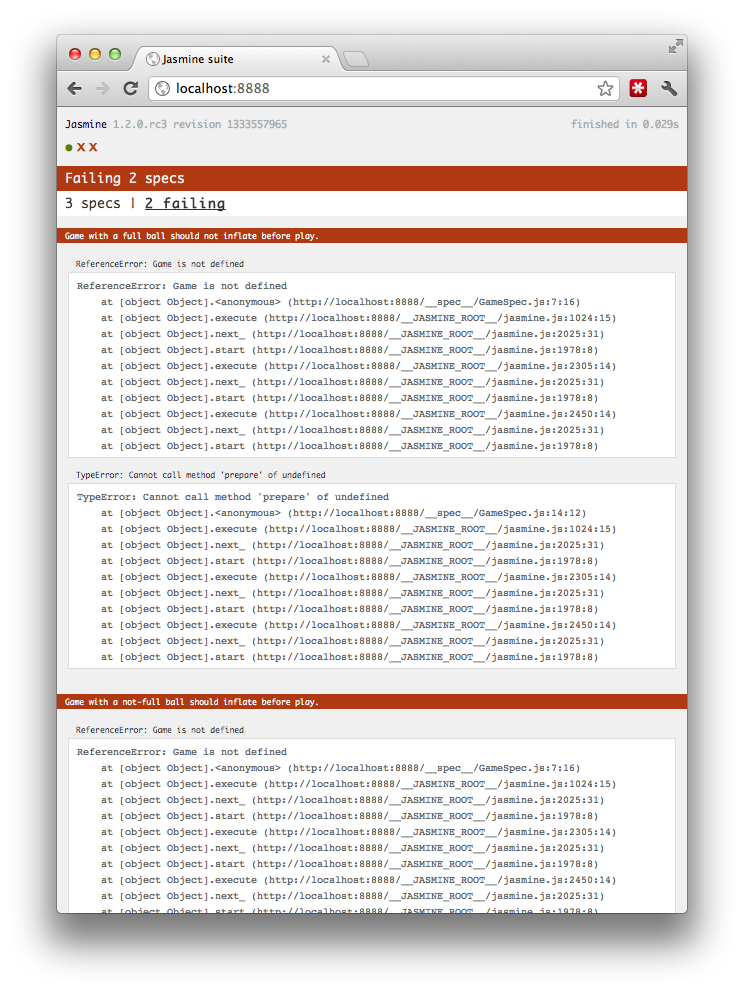 Jasmine suite
localhost:8888
Jasmine 1.2.0.rc3 revision 1333557965 finished in 0.029s
● X X
Failing 2 specs
3 specs | 2 failing
Game with a full ball should not inflate before play.
ReferenceError: Game is not defined
ReferenceError: Game is not defined
at [object Object].<anonymous> (http://localhost:8888/__spec__/GameSpec.js:7:16)
at [object Object].execute (http://localhost:8888/__JASMINE_ROOT__/jasmine.js:1024:15)
at [object Object].next_ (http://localhost:8888/__JASMINE_ROOT__/jasmine.js:2025:31)
at [object Object].start (http://localhost:8888/__JASMINE_ROOT__/jasmine.js:1978:8)
at [object Object].execute (http://localhost:8888/__JASMINE_ROOT__/jasmine.js:2305:14)
at [object Object].next_ (http://localhost:8888/__JASMINE_ROOT__/jasmine.js:2025:31)
at [object Object].start (http://localhost:8888/__JASMINE_ROOT__/jasmine.js:1978:8)
at [object Object].execute (http://localhost:8888/__JASMINE_ROOT__/jasmine.js:2450:14)
at [object Object].next_ (http://localhost:8888/__JASMINE_ROOT__/jasmine.js:2025:31)
at [object Object].start (http://localhost:8888/__JASMINE_ROOT__/jasmine.js:1978:8)
TypeError: Cannot call method 'prepare' of undefined
TypeError: Cannot call method 'prepare' of undefined
at [object Object].<anonymous> (http://localhost:8888/__spec__/GameSpec.js:14:12)
at [object Object].execute (http://localhost:8888/__JASMINE_ROOT__/jasmine.js:1024:15)
at [object Object].next_ (http://localhost:8888/__JASMINE_ROOT__/jasmine.js:2025:31)
at [object Object].start (http://localhost:8888/__JASMINE_ROOT__/jasmine.js:1978:8)
at [object Object].execute (http://localhost:8888/__JASMINE_ROOT__/jasmine.js:2305:14)
at [object Object].next_ (http://localhost:8888/__JASMINE_ROOT__/jasmine.js:2025:31)
at [object Object].start (http://localhost:8888/__JASMINE_ROOT__/jasmine.js:1978:8)
at [object Object].execute (http://localhost:8888/__JASMINE_ROOT__/jasmine.js:2450:14)
at [object Object].next_ (http://localhost:8888/__JASMINE_ROOT__/jasmine.js:2025:31)
at [object Object].start (http://localhost:8888/__JASMINE_ROOT__/jasmine.js:1978:8)
Game with a not-full ball should inflate before play.
ReferenceError: Game is not defined
ReferenceError: Game is not defined
at [object Object].<anonymous> (http://localhost:8888/__spec__/GameSpec.js:7:16)
at [object Object].execute (http://localhost:8888/__JASMINE_ROOT__/jasmine.js:1024:15)
at [object Object].next_ (http://localhost:8888/__JASMINE_ROOT__/jasmine.js:2025:31)
at [object Object].start (http://localhost:8888/__JASMINE_ROOT__/jasmine.js:1978:8)
at [object Object].execute (http://localhost:8888/__JASMINE_ROOT__/jasmine.js:2305:14)
at [object Object].next_ (http://localhost:8888/__JASMINE_ROOT__/jasmine.js:2025:31)
at [object Object].start (http://localhost:8888/__JASMINE_ROOT__/jasmine.js:1978:8)
at [object Object].execute (http://localhost:8888/__JASMINE_ROOT__/jasmine.js:2450:14)
at [object Object].next_ (http://localhost:8888/__JASMINE_ROOT__/jasmine.js:2025:31)
at [object Object].start (http://localhost:8888/__JASMINE_ROOT__/jasmine.js:1978:8)